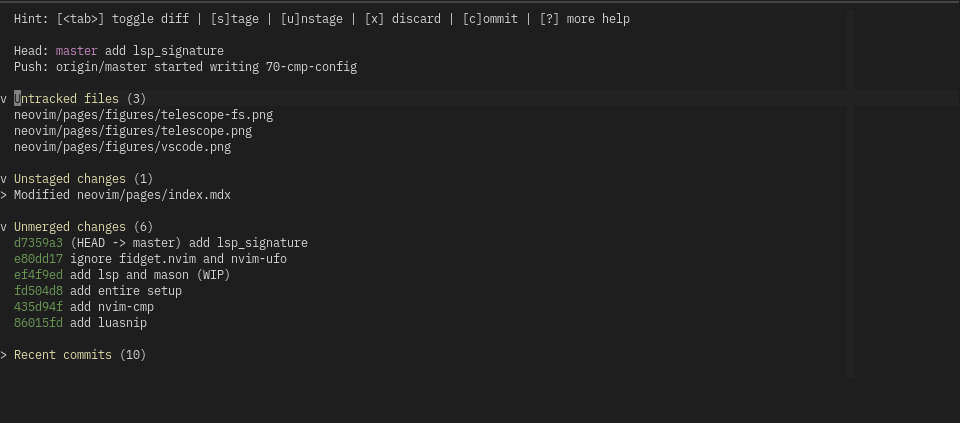 Hint: [<tab>] toggle diff | [s]tage | [u]nstage | [x] discard | [c]ommit | [?] more help
Head: master add lsp_signature
Push: origin/master started writing 70-cmp-config
v Untracked files (3)
neovim/pages/figures/telescope-fs.png
neovim/pages/figures/telescope.png
neovim/pages/figures/vscode.png
v Unstaged changes (1)
> Modified neovim/pages/index.mdx
v Unmerged changes (6)
d7359a3 (HEAD -> master) add lsp_signature
e80dd17 ignore fidget.nvim and nvim-ufo
ef4f9ed add lsp and mason (WIP)
fd504d8 add entire setup
435d94f add nvim-cmp
86015fd add luasnip
> Recent commits (10)